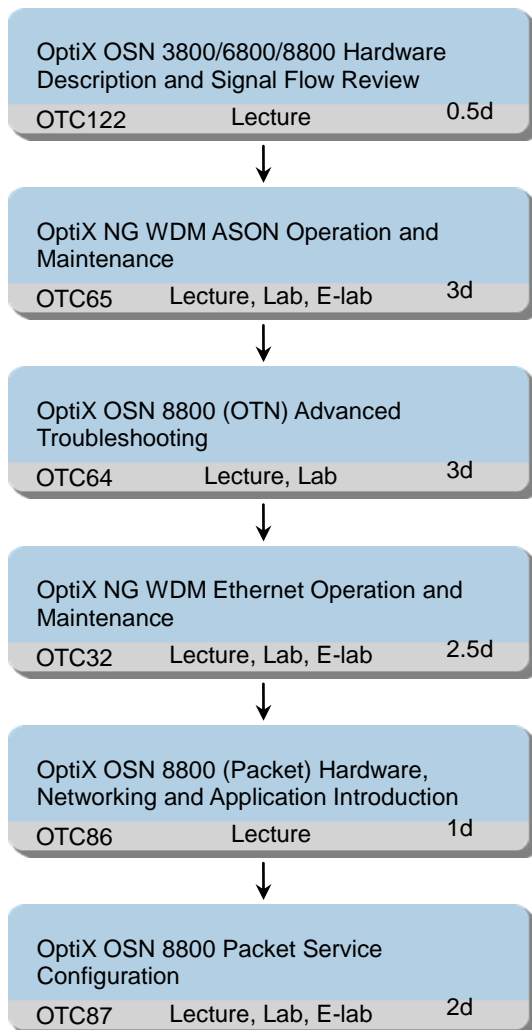 OptiX OSN 3800/6800/8800 Hardware
Description and Signal Flow Review
OTC122 Lecture 0.5d
OptiX NG WDM ASON Operation and
Maintenance
OTC65 Lecture, Lab, E-lab 3d
OptiX OSN 8800 (OTN) Advanced
Troubleshooting
OTC64 Lecture, Lab 3d
OptiX NG WDM Ethernet Operation and
Maintenance
OTC32 Lecture, Lab, E-lab 2.5d
OptiX OSN 8800 (Packet) Hardware,
Networking and Application Introduction
OTC86 Lecture 1d
OptiX OSN 8800 Packet Service
Configuration
OTC87 Lecture, Lab, E-lab 2d